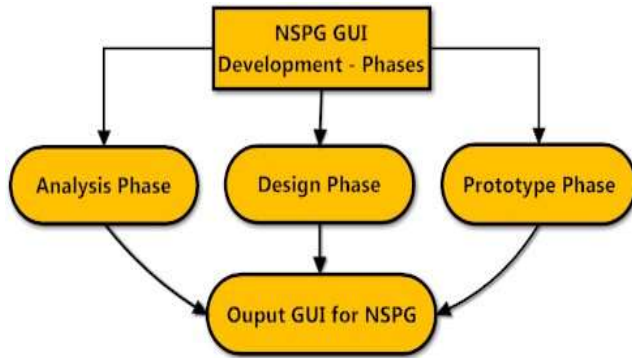 NSPG GUI
Development - Phases
Analysis Phase
Design Phase
Prototype Phase
Ouput GUI for NSPG